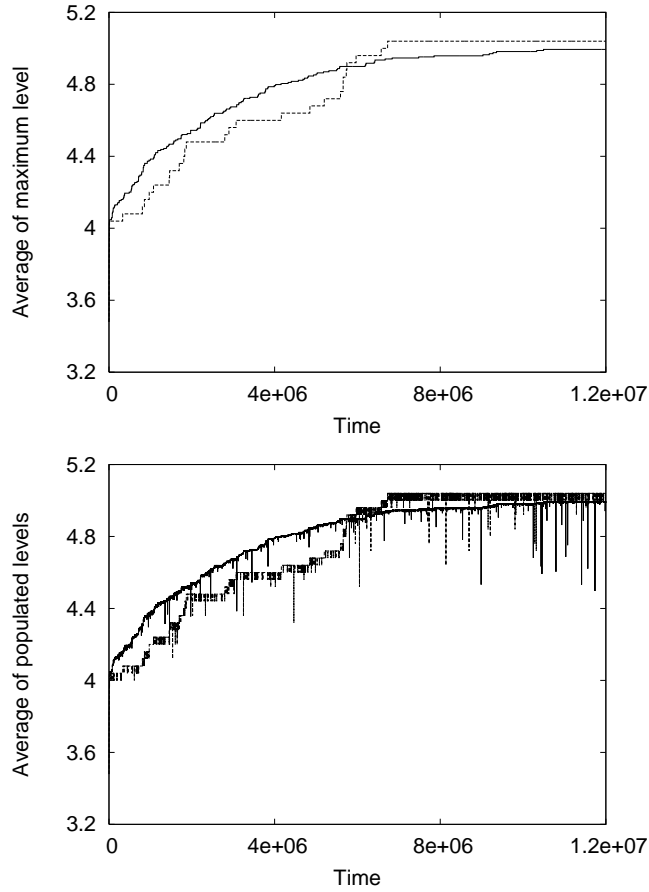 5.2
4.8
4.4
4
3.6
3.2
0
4e+06
8e+06
1.2e+07
Average of maximum level
Time
5.2
4.8
4.4
4
3.6
3.2
0
4e+06
8e+06
1.2e+07
Average of populated levels
Time